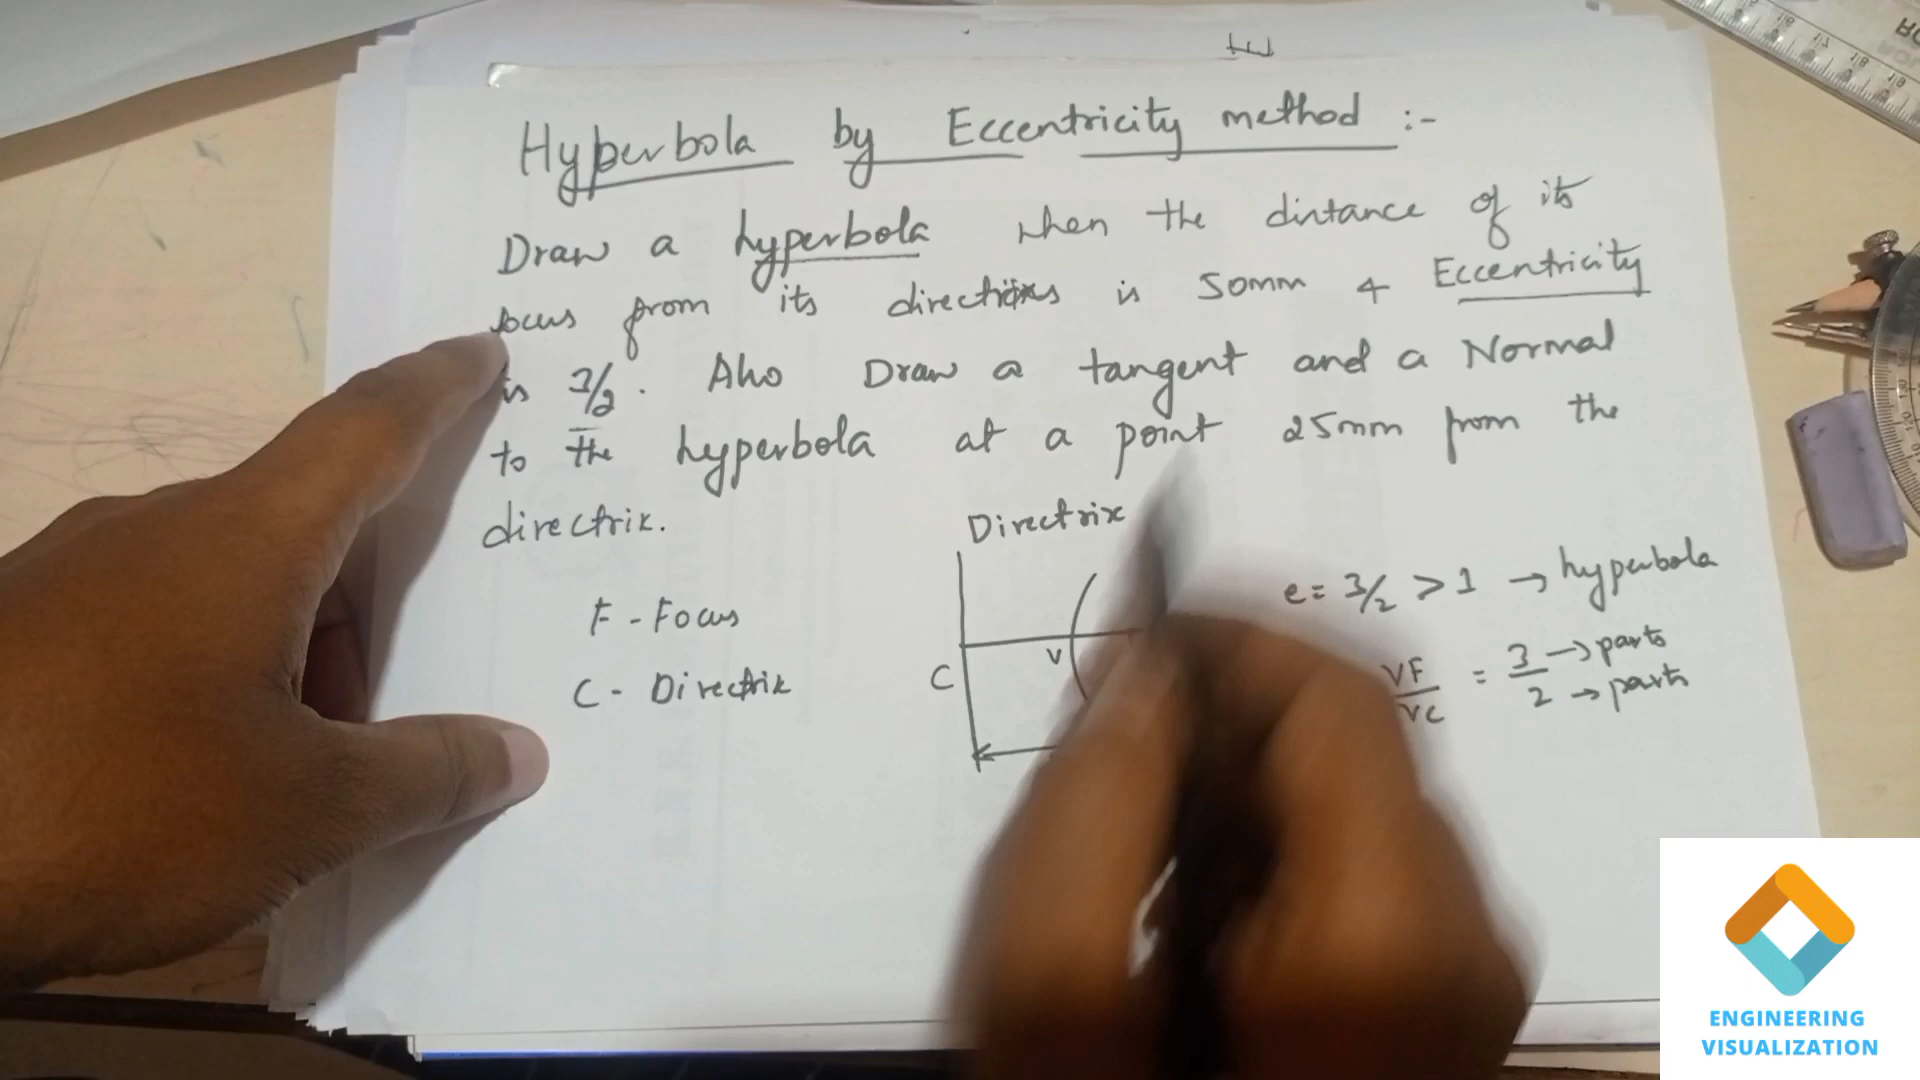 Hyperbola by Eccentricity method :-
Draw a hyperbola when the distance of its
focus from its directrixs is 50mm & Eccentricity
is 3/2. Also Draw a tangent and a Normal
to the hyperbola at a point 25mm from the
directrix.
Directrix
F - Focus
C - Directrix
C
V
e = 3/2 > 1 → hyperbola
VF/VC = 3/2 → parts → parts
ENGINEERING
VISUALIZATION